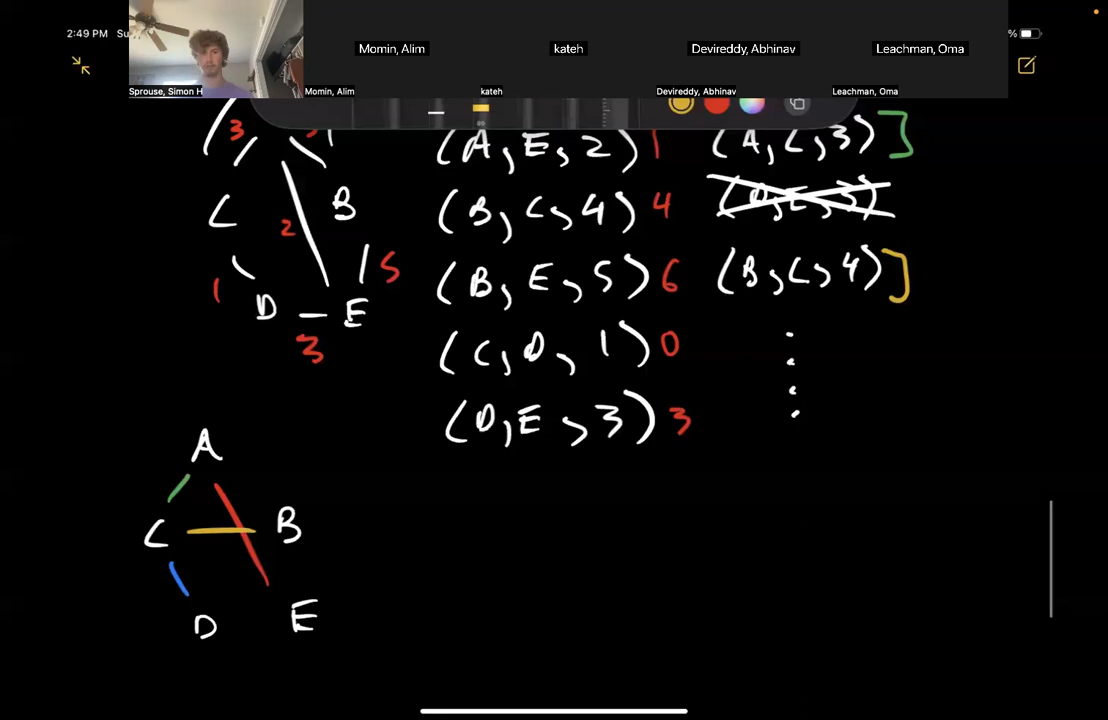 2:49 PM Su
%
Momin, Alim
kateh
Devireddy, Abhinav
Leachman, Oma
Sprouse, Simon H
Momin, Alim
kateh
Devireddy, Abhinav
Leachman, Oma
3
(A, E, 2) 1 (A, C, 3)]
C 2 B (B, C, 4) 4 (D, E, 3)
1 5 (B, E, 5) 6 (B, C, 4)]
D E
3 (C, D, 1) 0
(D, E, 3) 3
A
C B
D E